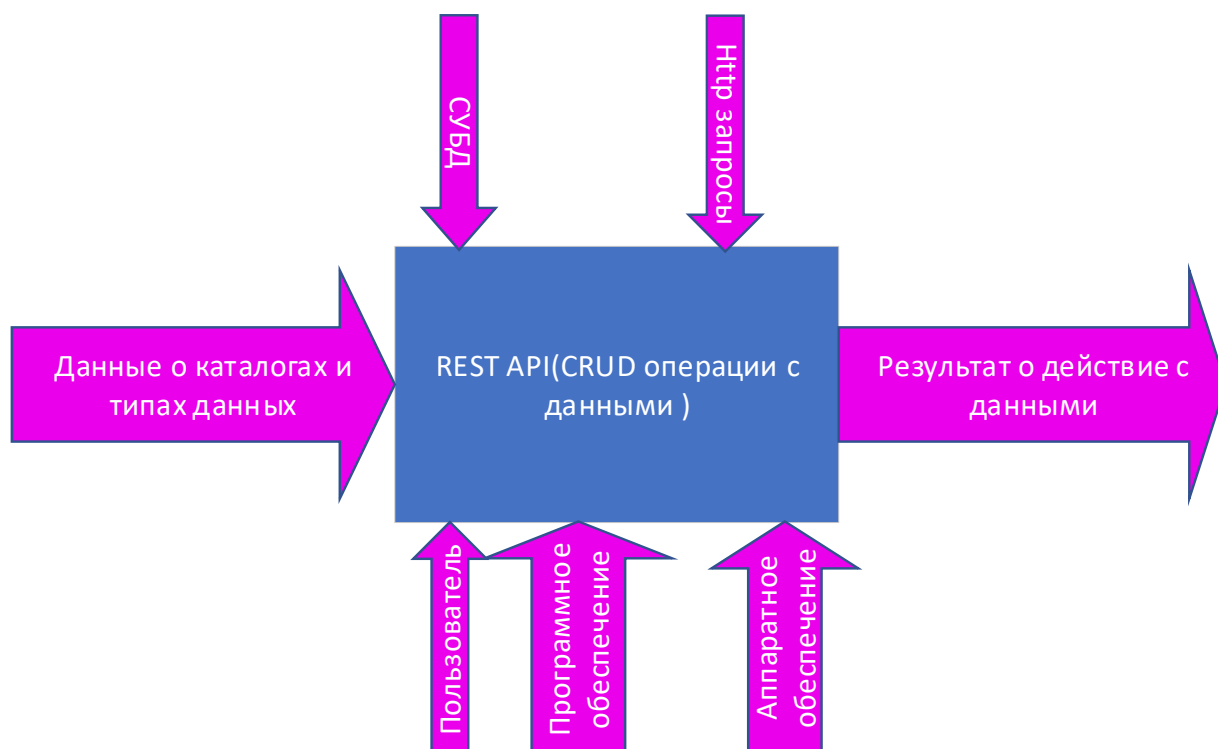 СУБД
Http запросы
Данные о каталогах и
типах данных
REST API(CRUD операции с
данными )
Результат о действие с
данными
Пользователь
Программное
обеспечение
Аппаратное
обеспечение